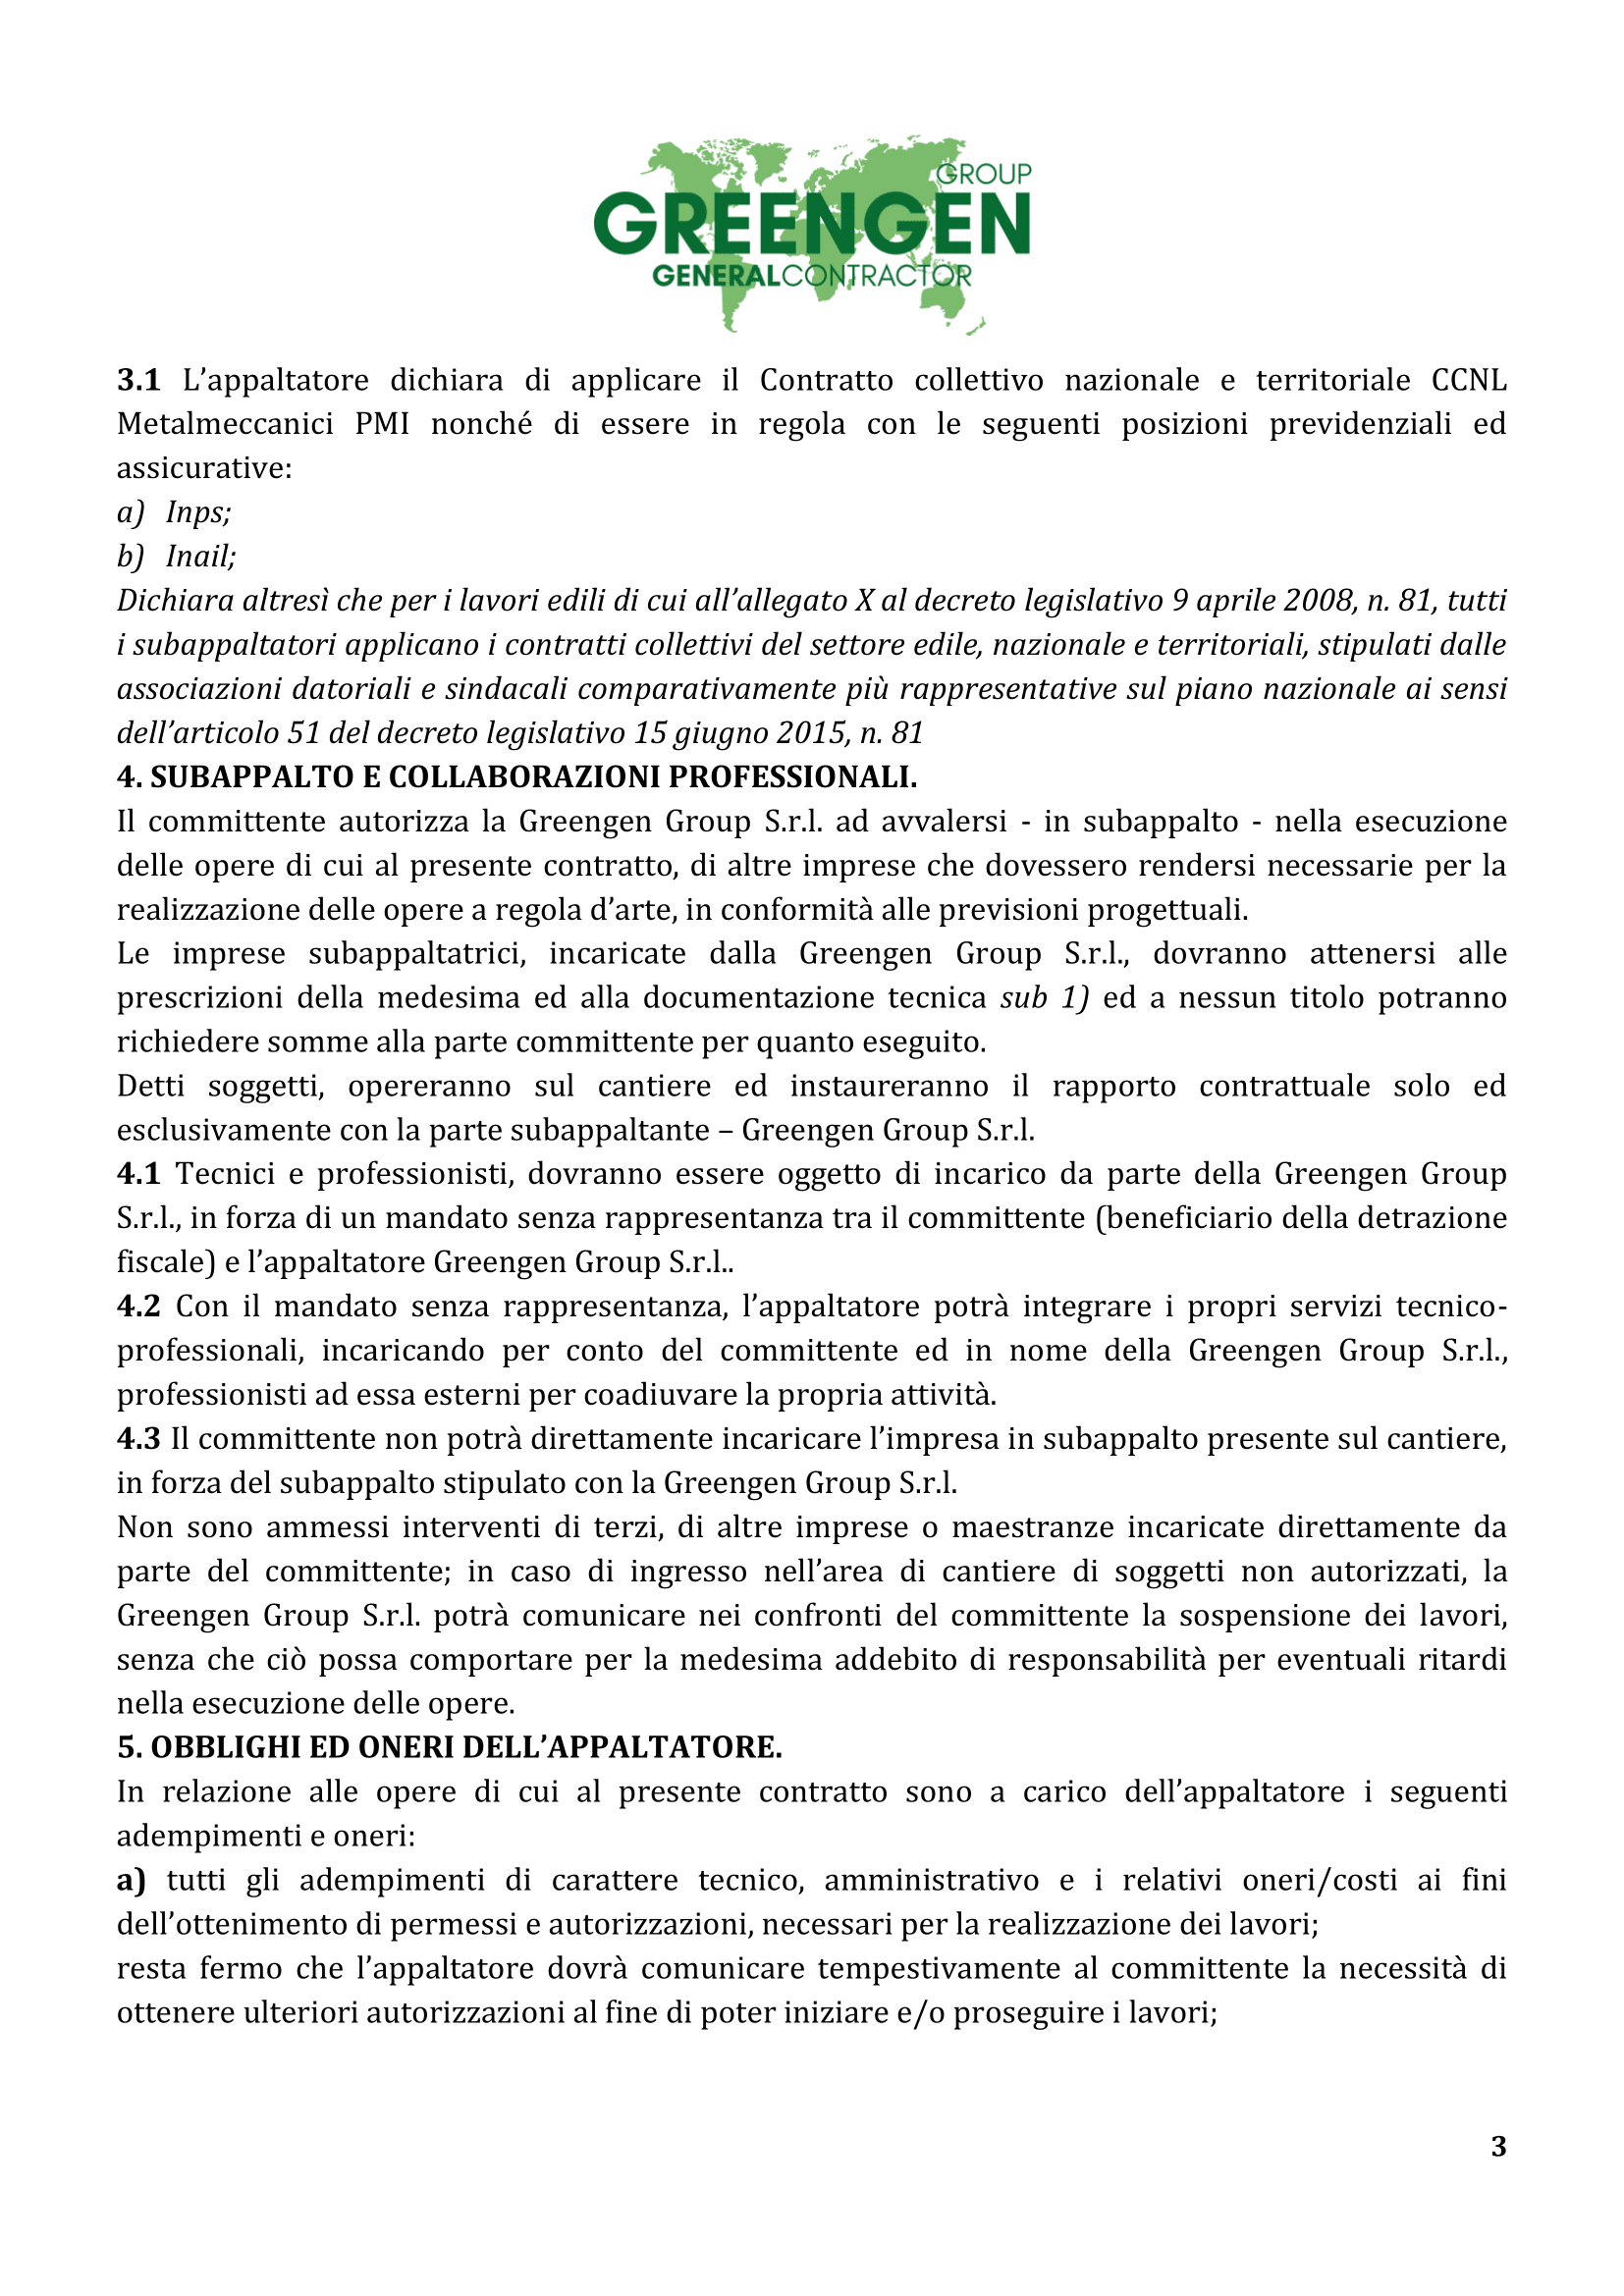 GROUP
GREENGEN
GENERALCONTRACTOR
3.1 L’appaltatore dichiara di applicare il Contratto collettivo nazionale e territoriale CCNL
Metalmeccanici PMI nonché di essere in regola con le seguenti posizioni previdenziali ed
assicurative:
a) Inps;
b) Inail;
Dichiara altresì che per i lavori edili di cui all’allegato X al decreto legislativo 9 aprile 2008, n. 81, tutti
i subappaltatori applicano i contratti collettivi del settore edile, nazionale e territoriali, stipulati dalle
associazioni datoriali e sindacali comparativamente più rappresentative sul piano nazionale ai sensi
dell’articolo 51 del decreto legislativo 15 giugno 2015, n. 81
4. SUBAPPALTO E COLLABORAZIONI PROFESSIONALI.
Il committente autorizza la Greengen Group S.r.l. ad avvalersi - in subappalto - nella esecuzione
delle opere di cui al presente contratto, di altre imprese che dovessero rendersi necessarie per la
realizzazione delle opere a regola d’arte, in conformità alle previsioni progettuali.
Le imprese subappaltatrici, incaricate dalla Greengen Group S.r.l., dovranno attenersi alle
prescrizioni della medesima ed alla documentazione tecnica sub 1) ed a nessun titolo potranno
richiedere somme alla parte committente per quanto eseguito.
Detti soggetti, opereranno sul cantiere ed instaureranno il rapporto contrattuale solo ed
esclusivamente con la parte subappaltante – Greengen Group S.r.l.
4.1 Tecnici e professionisti, dovranno essere oggetto di incarico da parte della Greengen Group
S.r.l., in forza di un mandato senza rappresentanza tra il committente (beneficiario della detrazione
fiscale) e l’appaltatore Greengen Group S.r.l..
4.2 Con il mandato senza rappresentanza, l’appaltatore potrà integrare i propri servizi tecnico-
professionali, incaricando per conto del committente ed in nome della Greengen Group S.r.l.,
professionisti ad essa esterni per coadiuvare la propria attività.
4.3 Il committente non potrà direttamente incaricare l’impresa in subappalto presente sul cantiere,
in forza del subappalto stipulato con la Greengen Group S.r.l.
Non sono ammessi interventi di terzi, di altre imprese o maestranze incaricate direttamente da
parte del committente; in caso di ingresso nell’area di cantiere di soggetti non autorizzati, la
Greengen Group S.r.l. potrà comunicare nei confronti del committente la sospensione dei lavori,
senza che ciò possa comportare per la medesima addebito di responsabilità per eventuali ritardi
nella esecuzione delle opere.
5. OBBLIGHI ED ONERI DELL’APPALTATORE.
In relazione alle opere di cui al presente contratto sono a carico dell’appaltatore i seguenti
adempimenti e oneri:
a) tutti gli adempimenti di carattere tecnico, amministrativo e i relativi oneri/costi ai fini
dell’ottenimento di permessi e autorizzazioni, necessari per la realizzazione dei lavori;
resta fermo che l’appaltatore dovrà comunicare tempestivamente al committente la necessità di
ottenere ulteriori autorizzazioni al fine di poter iniziare e/o proseguire i lavori;
3